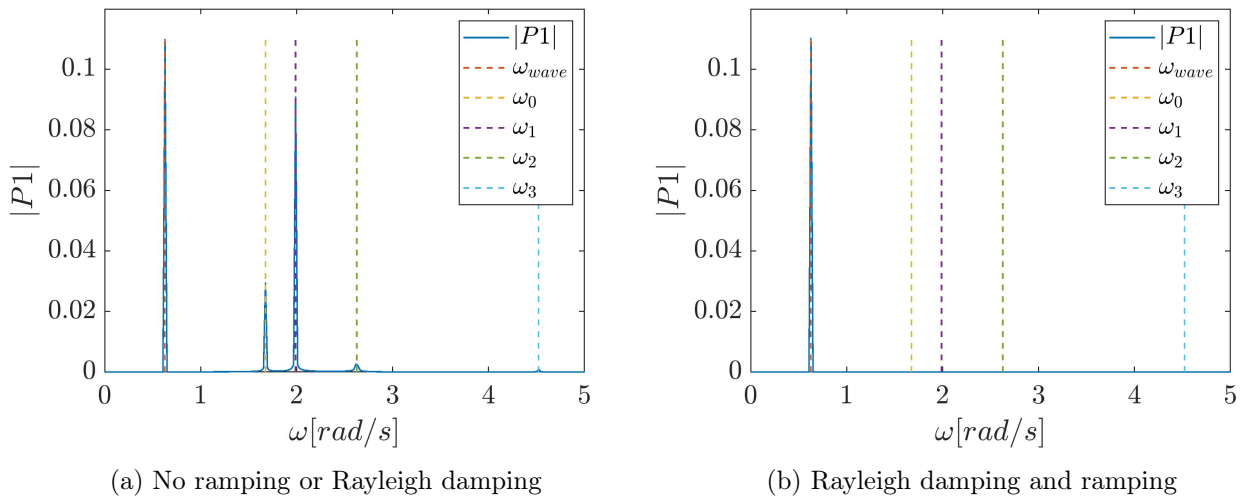 |P1|
0.1
0.08
0.06
0.04
0.02
0
0 1 2 3 4 5
ω[rad/s]
|P1|
ω_wave
ω_0
ω_1
ω_2
ω_3
(a) No ramping or Rayleigh damping
|P1|
0.1
0.08
0.06
0.04
0.02
0
0 1 2 3 4 5
ω[rad/s]
|P1|
ω_wave
ω_0
ω_1
ω_2
ω_3
(b) Rayleigh damping and ramping